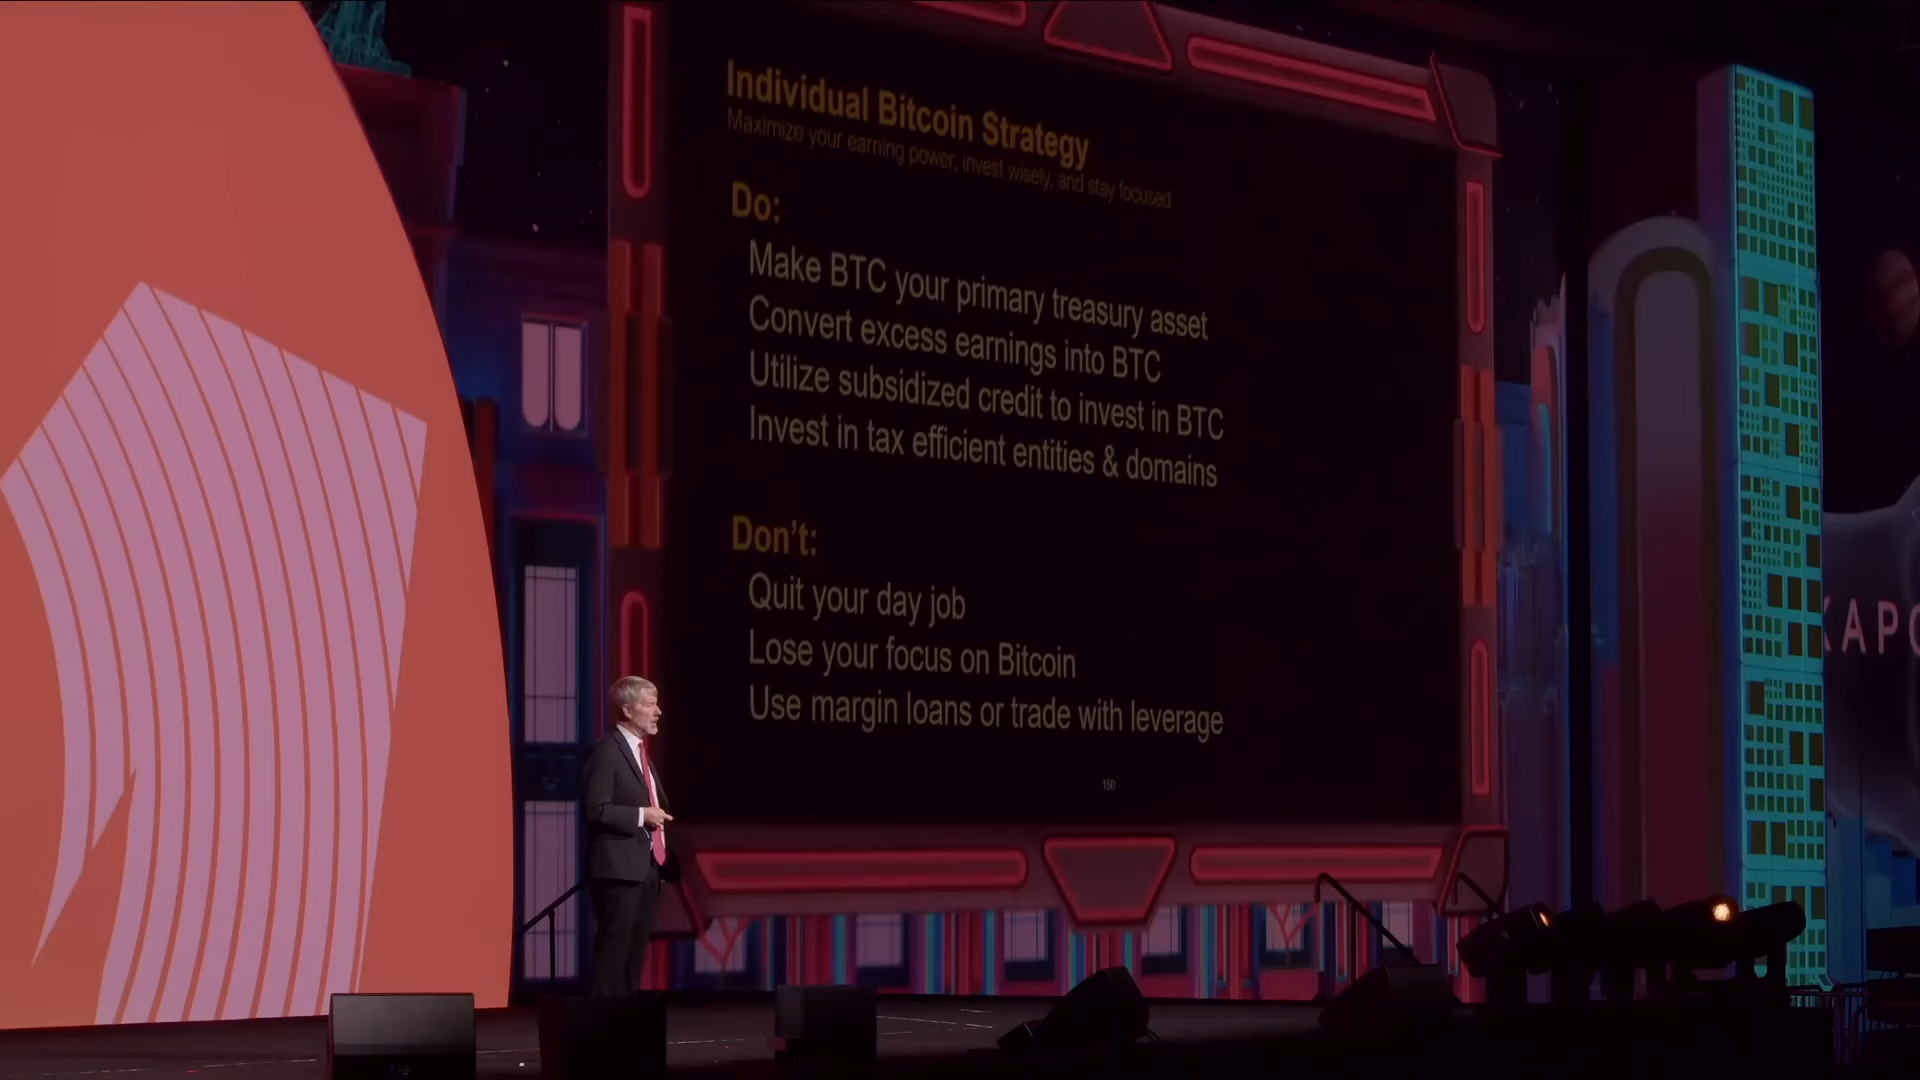 Individual Bitcoin Strategy
Maximize your earning power, invest wisely, and stay focused
Do:
Make BTC your primary treasury asset
Convert excess earnings into BTC
Utilize subsidized credit to invest in BTC
Invest in tax efficient entities & domains
Don't:
Quit your day job
Lose your focus on Bitcoin
Use margin loans or trade with leverage
150
XAPO